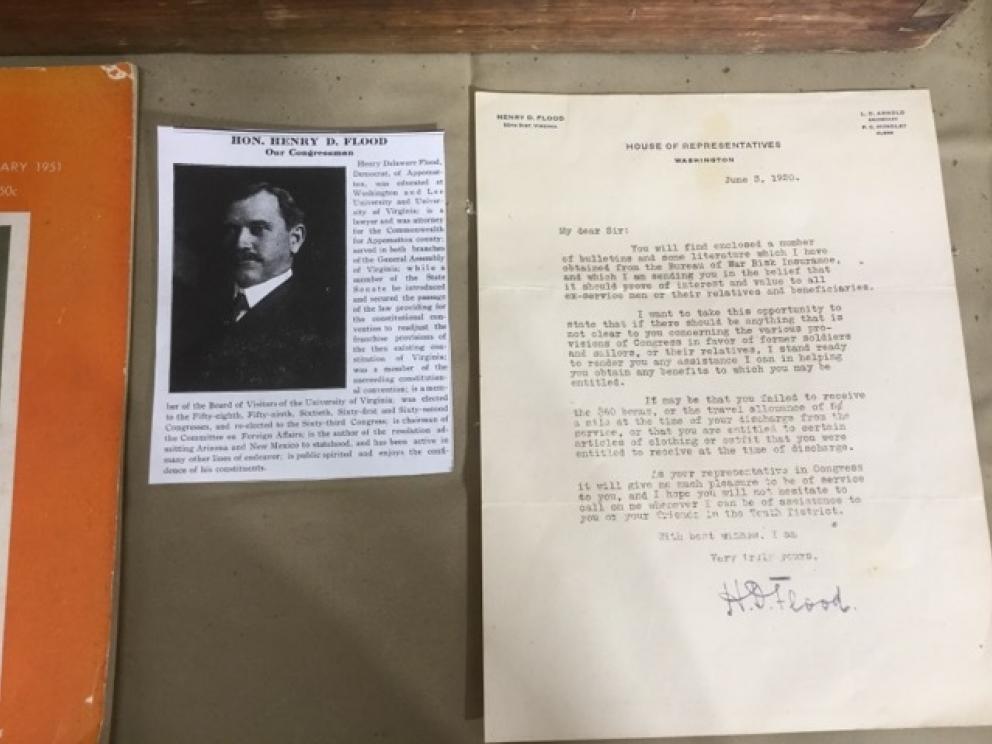 ARY 1951
50c
HON. HENRY D. FLOOD
Our Congressman
Henry Delaware Flood,
Democrat, of Appomat-
tox, was educated at
Washington and Lee
University and Univer-
sity of Virginia; is a
lawyer and was attorney
for the Commonwealth
for Appomattox county;
served in both branches
of the General Assembly
of Virginia; while a
member of the State
Senate he introduced
and secured the passage
of the law providing for
the constitutional con-
vention to readjust the
franchise provisions of
the then existing con-
stitution of Virginia;
was a member of the
succeeding constitution-
al convention; is a mem-
ber of the Board of Visitors of the University of Virginia; was elected
to the Fifty-eighth, Fifty-ninth, Sixtieth, Sixty-first and Sixty-second
Congresses, and re-elected to the Sixty-third Congress; is chairman of
the Committee on Foreign Affairs; is the author of the resolution ad-
mitting Arizona and New Mexico to statehood, and has been active in
many other lines of endeavor; is public spirited and enjoys the confi-
dence of his constituents.
HENRY D. FLOOD
10TH DIST. VIRGINIA
L. D. ARNOLD
SECRETARY
CLERK
HOUSE OF REPRESENTATIVES
WASHINGTON
June 3, 1920.
My dear Sir:
You will find enclosed a number
of bulletins and some literature which I have
obtained from the Bureau of War Risk Insurance,
and which I am sending you in the belief that
it should prove of interest and value to all
ex-service men or their relatives and beneficiaries.
I want to take this opportunity to
state that if there should be anything that is
not clear to you concerning the various pro-
visions of Congress in favor of former soldiers
and sailors, or their relatives, I stand ready
to render you any assistance I can in helping
you obtain any benefits to which you may be
entitled.
It may be that you failed to receive
the $60 bonus, or the travel allowance of
a mile at the time of your discharge from the
service, or that you are entitled to certain
articles of clothing or outfit that you were
entitled to receive at the time of discharge.
As your representative in Congress
it will give me much pleasure to be of service
to you, and I hope you will not hesitate to
call on me whenever I can be of assistance to
you or your friends in the Tenth District.
With best wishes, I am
Very truly yours,
H.D. Flood.